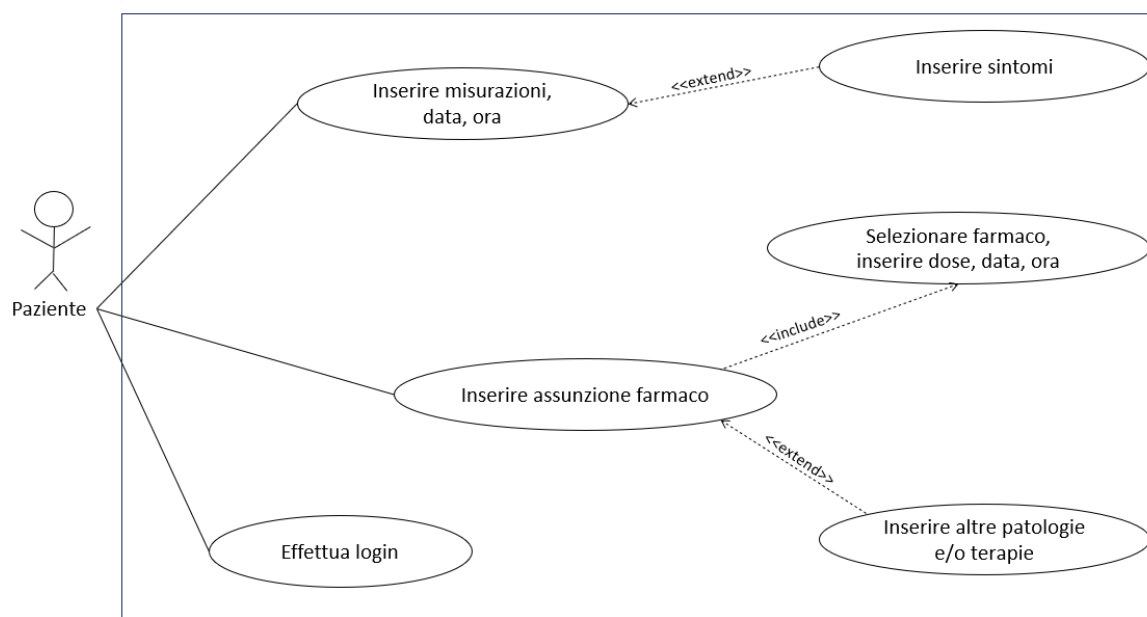 Inserire misurazioni,
data, ora
<<extend>>
Inserire sintomi
Paziente
Selezionare farmaco,
inserire dose, data, ora
<<include>>
Inserire assunzione farmaco
<<extend>>
Effettua login
Inserire altre patologie
e/o terapie